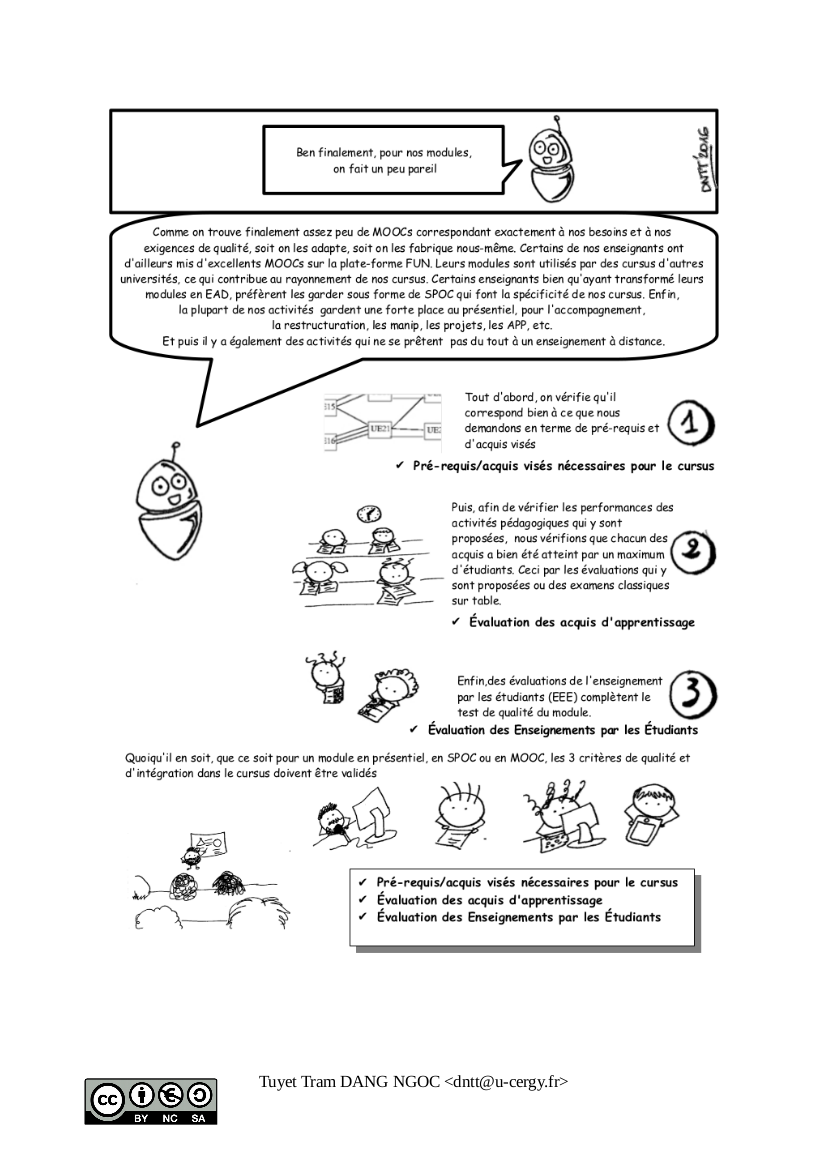 Ben finalement, pour nos modules,
on fait un peu pareil
DNTT'2016
Comme on trouve finalement assez peu de MOOCs correspondant exactement à nos besoins et à nos
exigences de qualité, soit on les adapte, soit on les fabrique nous-même. Certains de nos enseignants ont
d'ailleurs mis d'excellents MOOCs sur la plate-forme FUN. Leurs modules sont utilisés par des cursus d'autres
universités, ce qui contribue au rayonnement de nos cursus. Certains enseignants bien qu'ayant transformé leurs
modules en EAD, préfèrent les garder sous forme de SPOC qui font la spécificité de nos cursus. Enfin,
la plupart de nos activités gardent une forte place au présentiel, pour l'accompagnement,
la restructuration, les manip, les projets, les APP, etc.
Et puis il y a également des activités qui ne se prêtent pas du tout à un enseignement à distance.
UE21
Tout d'abord, on vérifie qu'il
correspond bien à ce que nous
demandons en terme de pré-requis et
d'acquis visés
1
✔ Pré-requis/acquis visés nécessaires pour le cursus
Puis, afin de vérifier les performances des
activités pédagogiques qui y sont
proposées, nous vérifions que chacun des
acquis a bien été atteint par un maximum
d'étudiants. Ceci par les évaluations qui y
sont proposées ou des examens classiques
sur table.
2
✔ Évaluation des acquis d'apprentissage
Enfin,des évaluations de l'enseignement
par les étudiants (EEE) complètent le
test de qualité du module.
3
✔ Évaluation des Enseignements par les Étudiants
Quoiqu'il en soit, que ce soit pour un module en présentiel, en SPOC ou en MOOC, les 3 critères de qualité et
d'intégration dans le cursus doivent être validés
✔ Pré-requis/acquis visés nécessaires pour le cursus
✔ Évaluation des acquis d'apprentissage
✔ Évaluation des Enseignements par les Étudiants
Tuyet Tram DANG NGOC <dntt@u-cergy.fr>
cc
BY NC SA